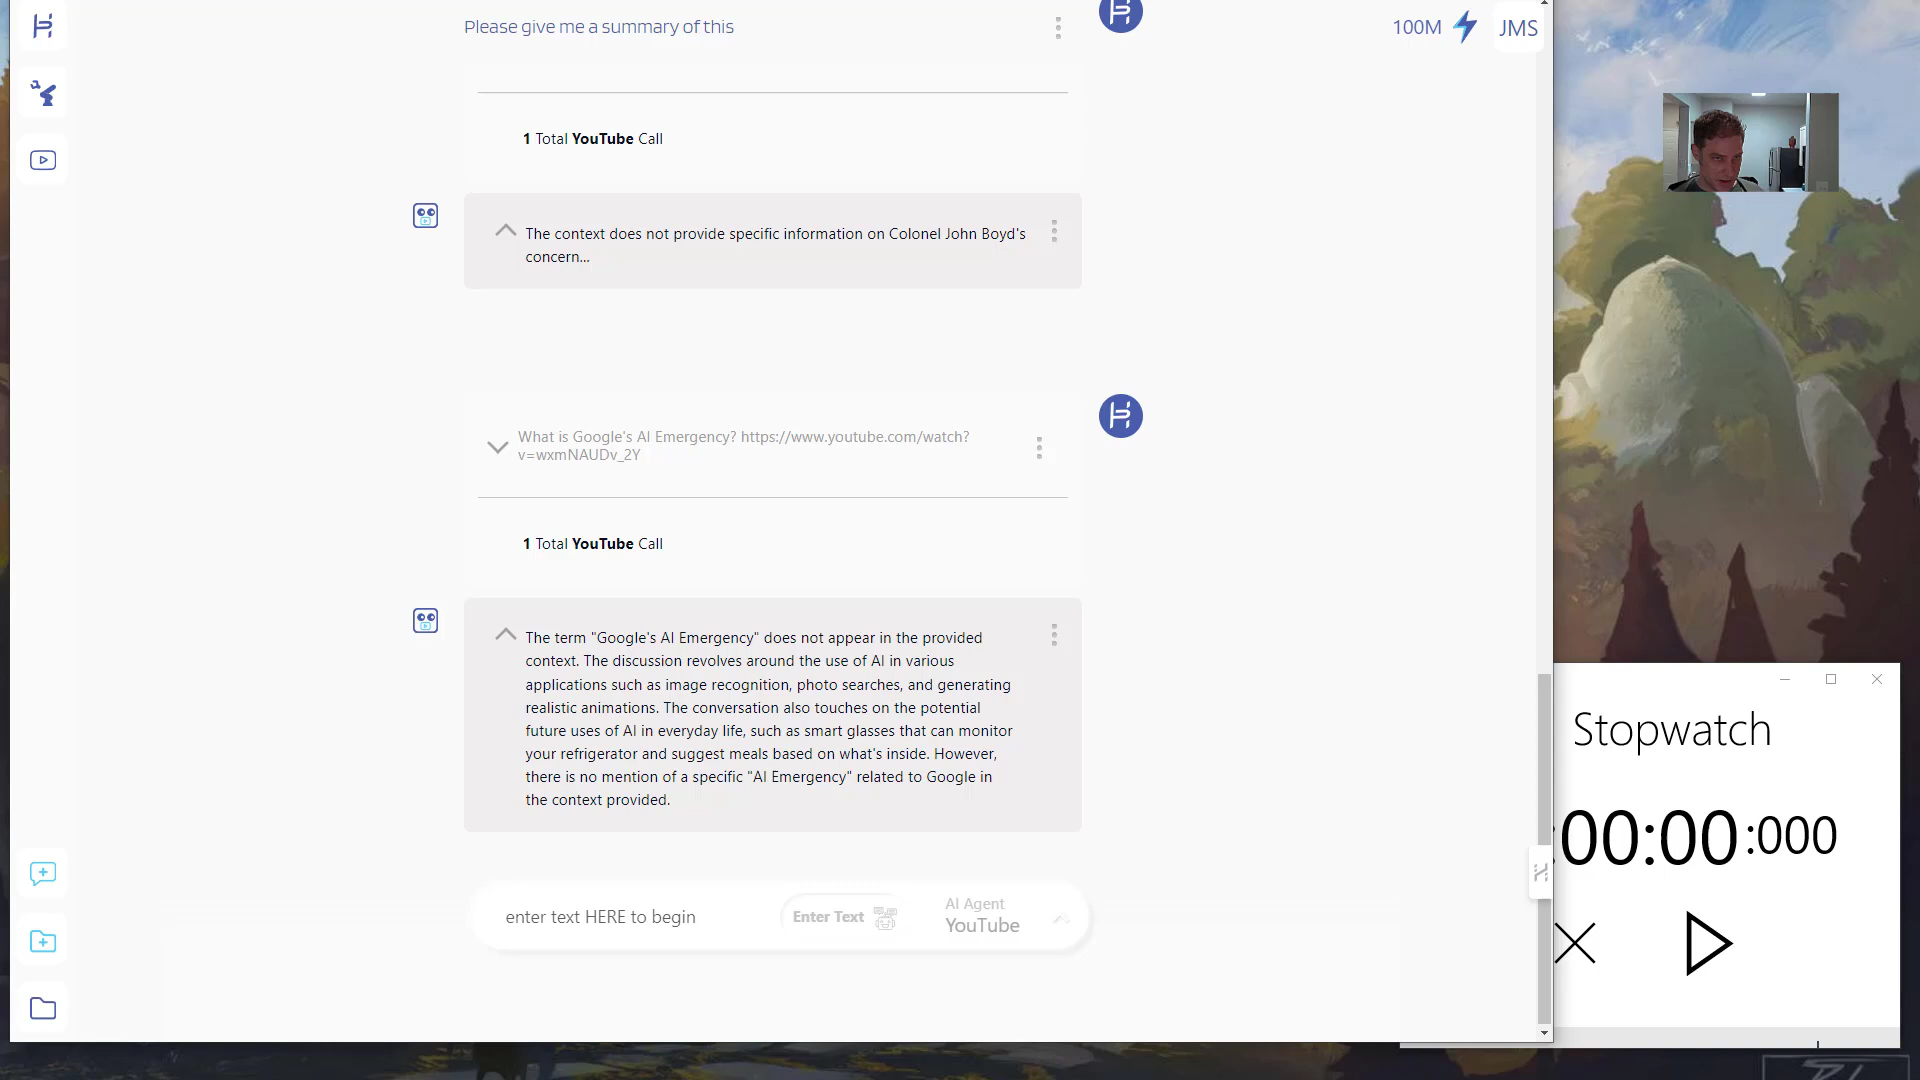 Please give me a summary of this
100M
JMS
1 Total YouTube Call
The context does not provide specific information on Colonel John Boyd's
concern...
What is Google's AI Emergency? https://www.youtube.com/watch?
v=wxmNAUDv_2Y
1 Total YouTube Call
The term "Google's AI Emergency" does not appear in the provided
context. The discussion revolves around the use of AI in various
applications such as image recognition, photo searches, and generating
realistic animations. The conversation also touches on the potential
future uses of AI in everyday life, such as smart glasses that can monitor
your refrigerator and suggest meals based on what's inside. However,
there is no mention of a specific "AI Emergency" related to Google in
the context provided.
enter text HERE to begin
Enter Text
AI Agent
YouTube
Stopwatch
:00:00:000